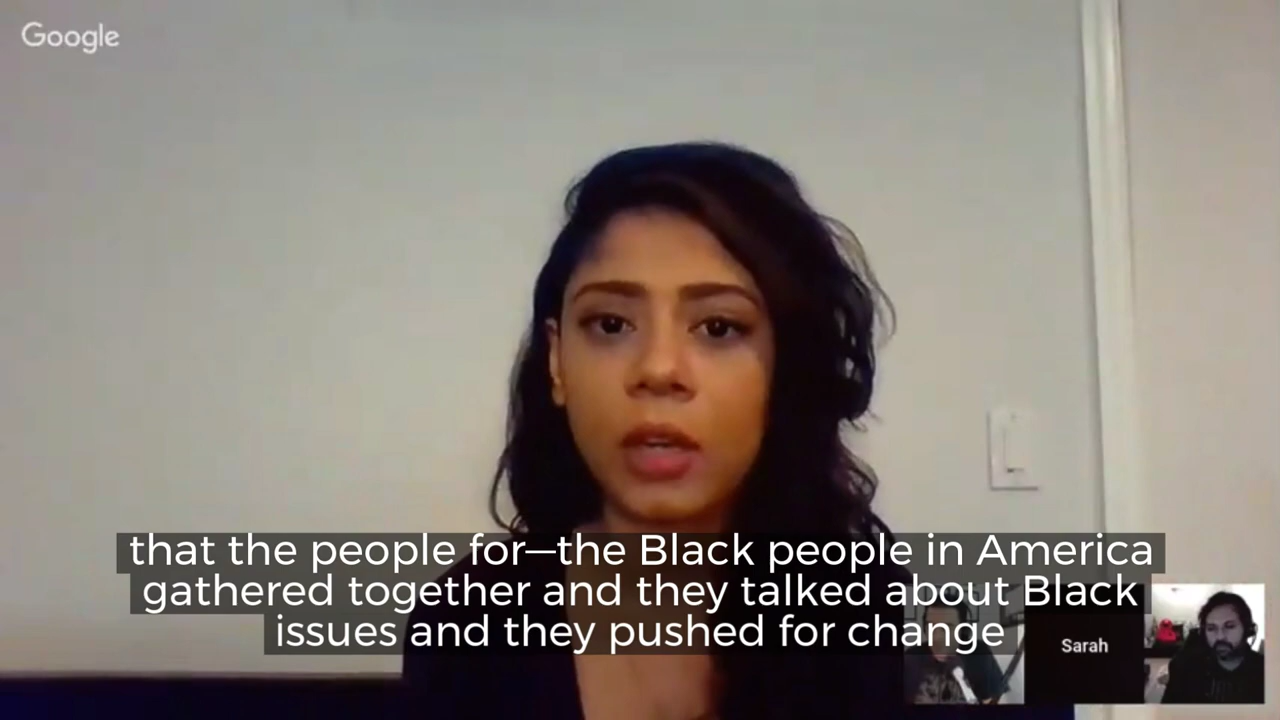 Google
that the people for—the Black people in America
gathered together and they talked about Black
issues and they pushed for change
Sarah